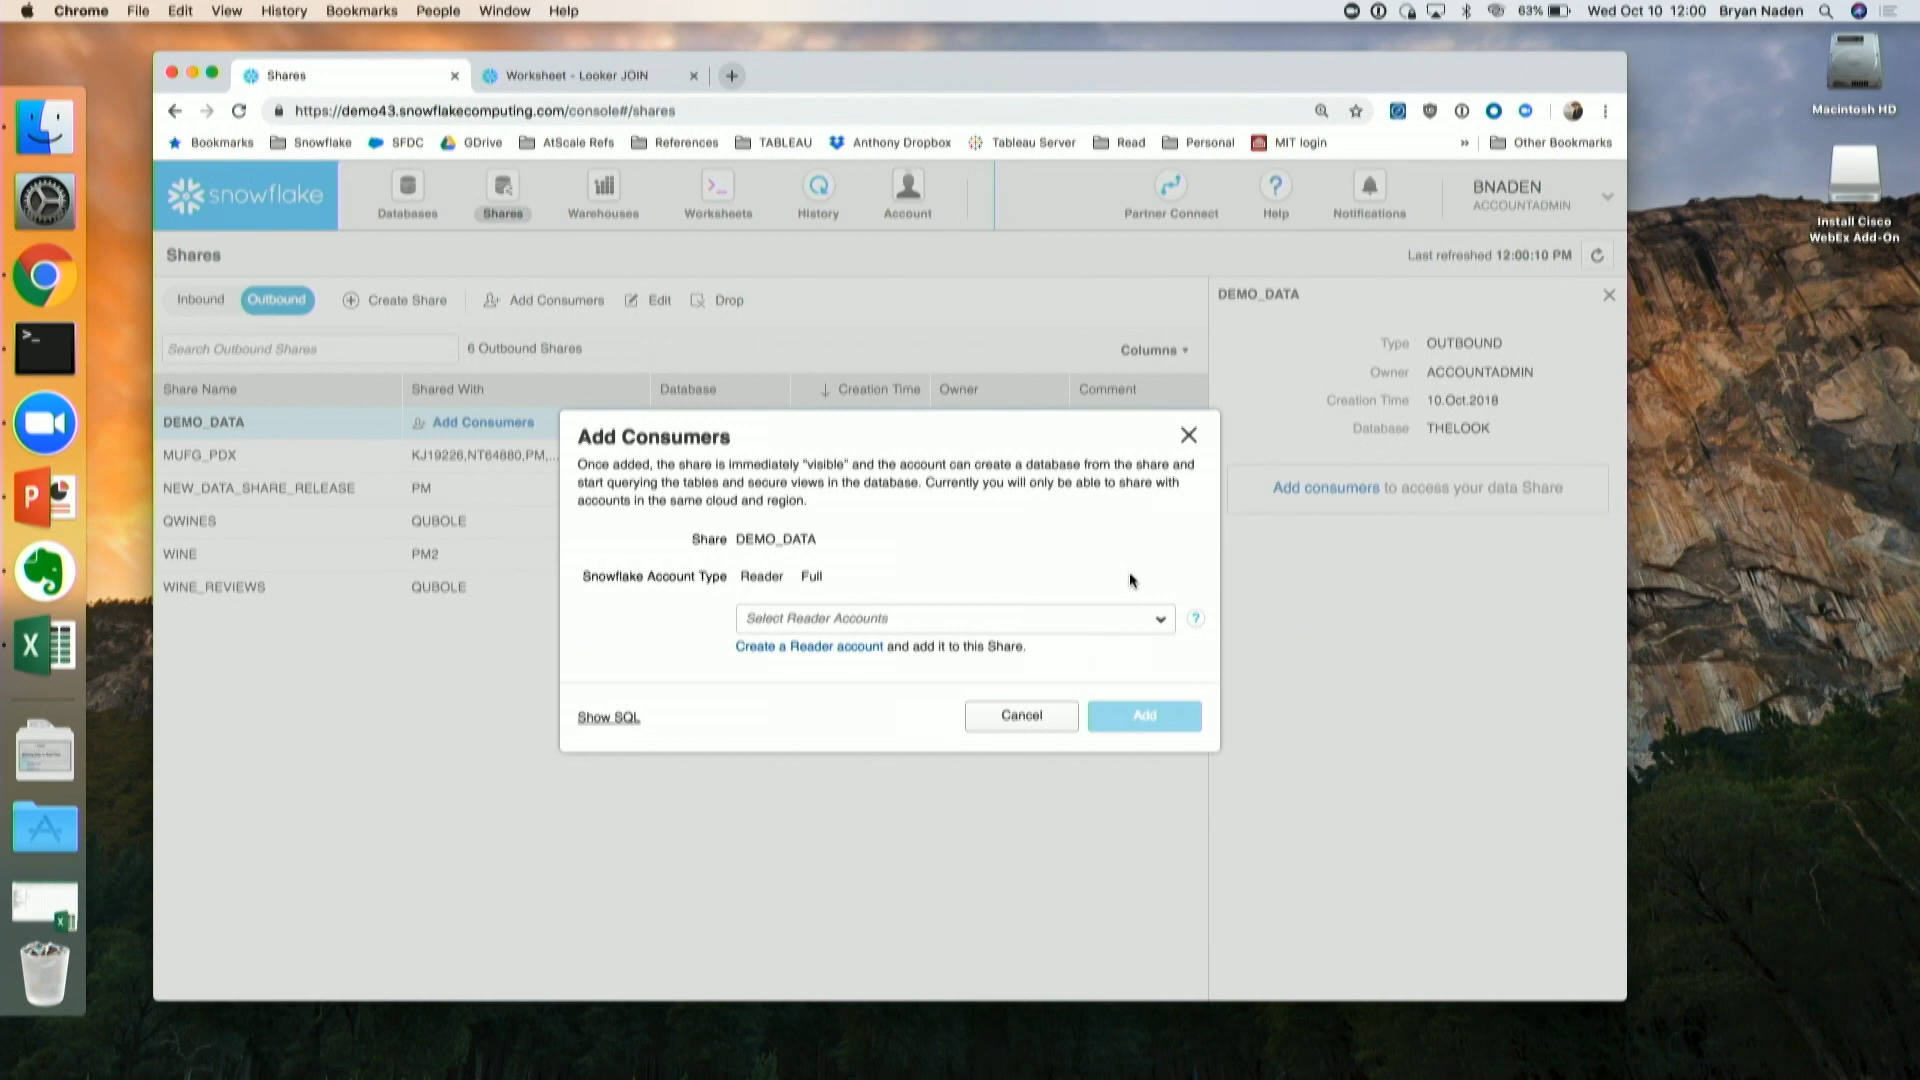 Chrome File Edit View History Bookmarks People Window Help
63% Wed Oct 10 12:00 Bryan Naden
Macintosh HD
Install Cisco
WebEx Add-On
Shares
Worksheet - Looker JOIN
https://demo43.snowflakecomputing.com/console#/shares
Bookmarks Snowflake SFDC GDrive AtScale Refs References TABLEAU Anthony Dropbox Tableau Server Read Personal MIT login » Other Bookmarks
snowflake
Databases Shares Warehouses Worksheets History Account Partner Connect Help Notifications
BNADEN
ACCOUNTADMIN
Shares
Last refreshed 12:00:10 PM
Inbound Outbound Create Share Add Consumers Edit Drop
Search Outbound Shares 6 Outbound Shares Columns
Share Name Shared With Database Creation Time Owner Comment
DEMO_DATA Add Consumers
MUFG_PDX KJ19226,NT64880,PM,...
NEW_DATA_SHARE_RELEASE PM
QWINES QUBOLE
WINE PM2
WINE_REVIEWS QUBOLE
DEMO_DATA
Type OUTBOUND
Owner ACCOUNTADMIN
Creation Time 10.Oct.2018
Database THELOOK
Add consumers to access your data Share
Add Consumers
Once added, the share is immediately "visible" and the account can create a database from the share and
start querying the tables and secure views in the database. Currently you will only be able to share with
accounts in the same cloud and region.
Share DEMO_DATA
Snowflake Account Type Reader Full
Select Reader Accounts ?
Create a Reader account and add it to this Share.
Show SQL Cancel Add